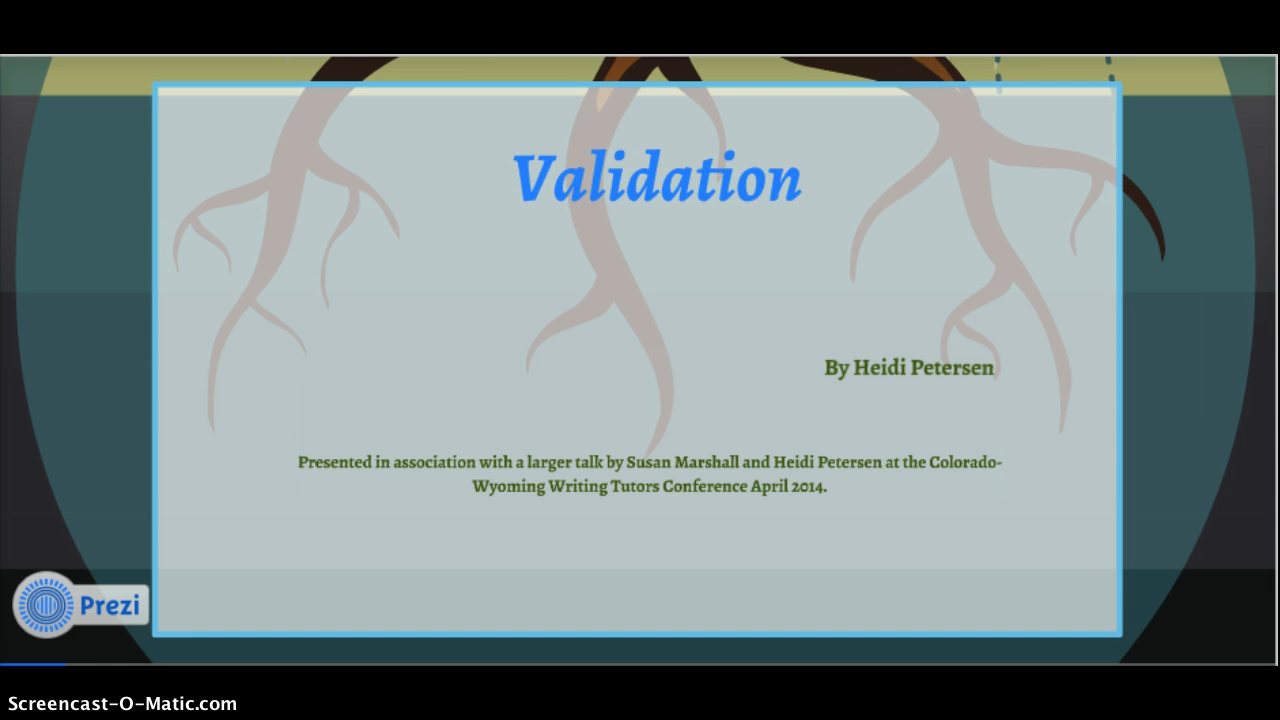 Validation
By Heidi Petersen
Presented in association with a larger talk by Susan Marshall and Heidi Petersen at the Colorado-
Wyoming Writing Tutors Conference April 2014.
Prezi
Screencast-O-Matic.com